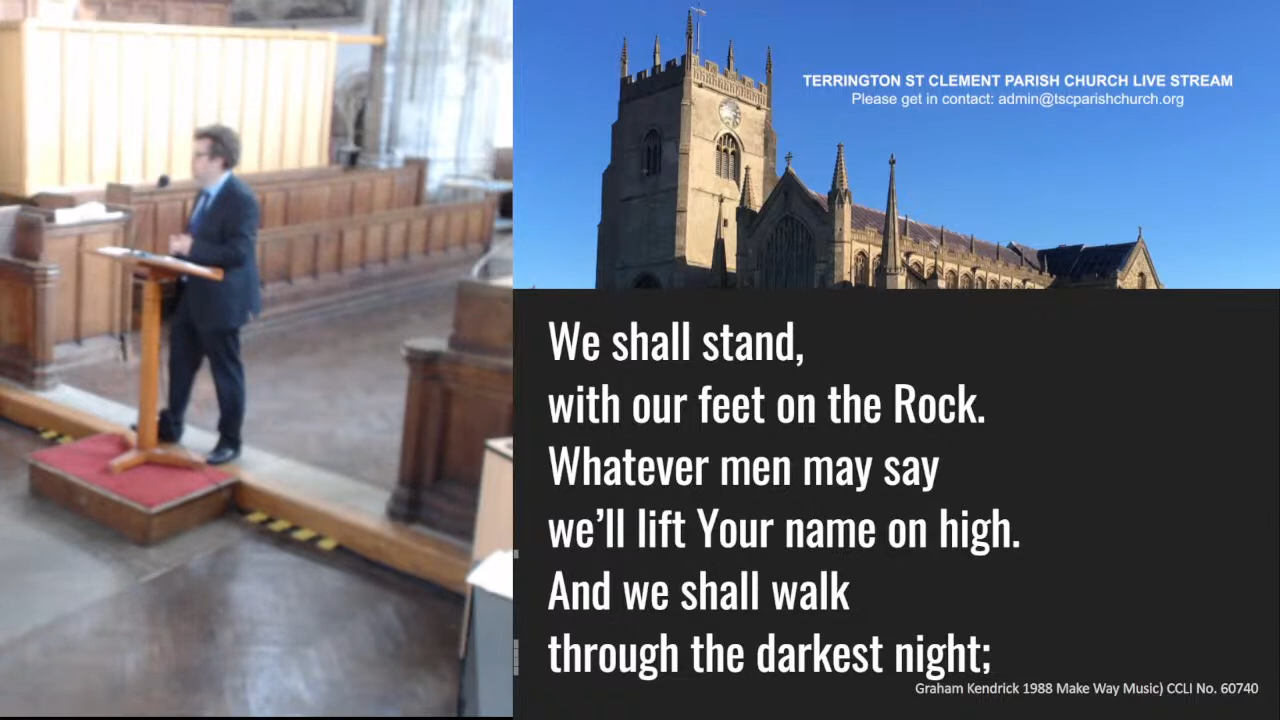 TERRINGTON ST CLEMENT PARISH CHURCH LIVE STREAM
Please get in contact: admin@tscparishchurch.org
We shall stand,
with our feet on the Rock.
Whatever men may say
we’ll lift Your name on high.
And we shall walk
through the darkest night;
Graham Kendrick 1988 Make Way Music) CCLI No. 60740